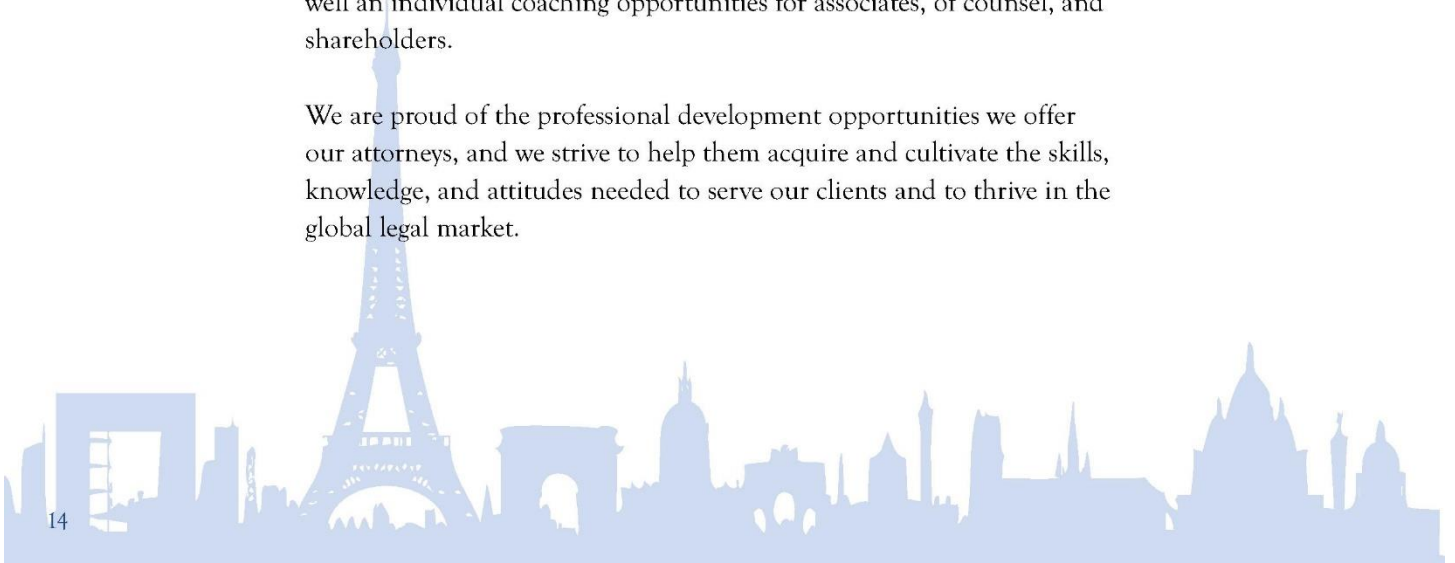 well an individual coaching opportunities for associates, of counsel, and
shareholders.
We are proud of the professional development opportunities we offer
our attorneys, and we strive to help them acquire and cultivate the skills,
knowledge, and attitudes needed to serve our clients and to thrive in the
global legal market.
14